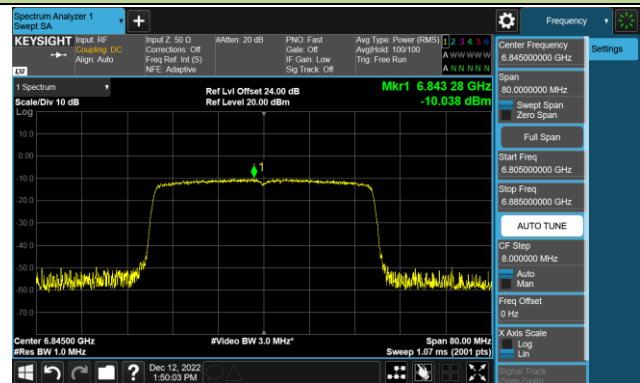 Spectrum Analyzer 1
Swept SA
Frequency
KEYSIGHT
Input: RF
Coupling: DC
Align: Auto
Input Z: 50 Ω
Corrections: Off
Freq Ref: Int (S)
NFE: Adaptive
#Atten: 20 dB
PNO: Fast
Gate: Off
IF Gain: Low
Sig Track: Off
Avg Type: Power (RMS)
Avg|Hold: 100/100
Trig: Free Run
1 2 3 4 5 6
A W W W W W
A N N N N N
LXI
1 Spectrum
Scale/Div 10 dB
Ref Lvl Offset 24.00 dB
Ref Level 20.00 dBm
Mkr1 6.843 28 GHz
-10.038 dBm
Log
10.0
0.00
-10.0
-20.0
-30.0
-40.0
-50.0
-60.0
-70.0
1
Center 6.84500 GHz
#Res BW 1.0 MHz
#Video BW 3.0 MHz*
Span 80.00 MHz
Sweep 1.07 ms (2001 pts)
Dec 12, 2022
1:50:03 PM
?
Center Frequency
6.845000000 GHz
Settings
Span
80.0000000 MHz
Swept Span
Zero Span
Full Span
Start Freq
6.805000000 GHz
Stop Freq
6.885000000 GHz
AUTO TUNE
CF Step
8.000000 MHz
Auto
Man
Freq Offset
0 Hz
X Axis Scale
Log
Lin
Signal Track
(Span Zoom)